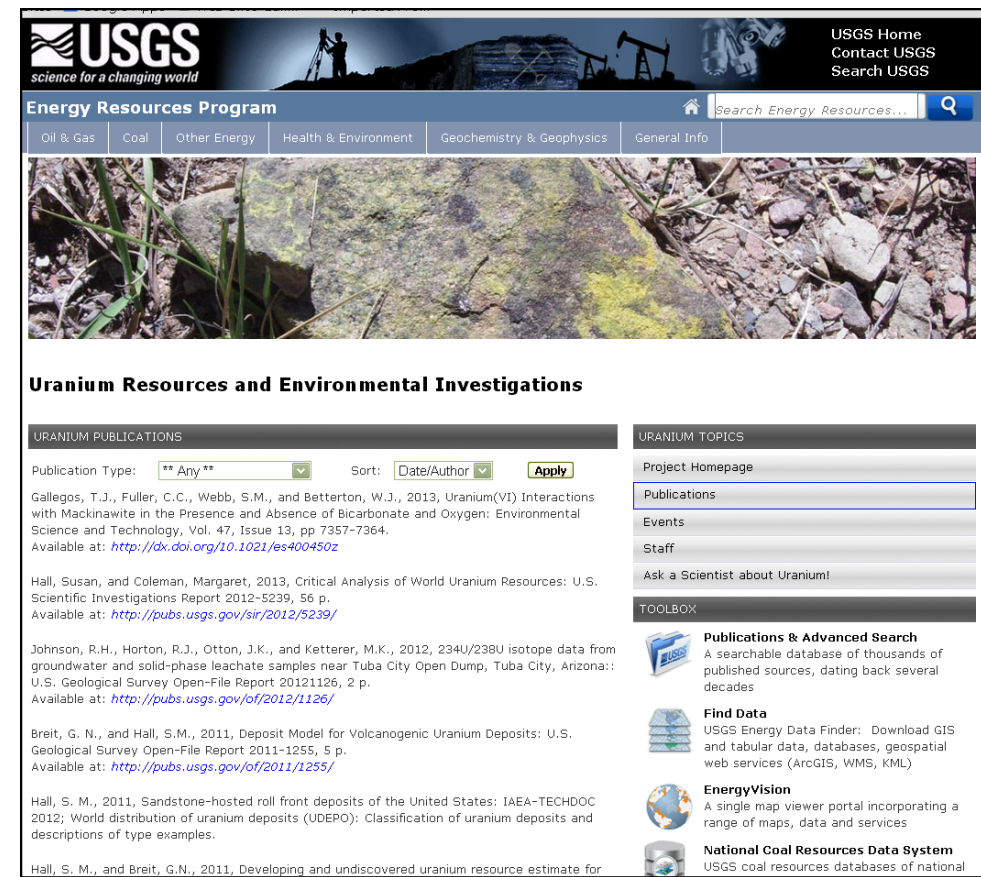 USGS
science for a changing world
USGS Home
Contact USGS
Search USGS
Energy Resources Program
Search Energy Resources...
Oil & Gas
Coal
Other Energy
Health & Environment
Geochemistry & Geophysics
General Info
Uranium Resources and Environmental Investigations
URANIUM PUBLICATIONS
Publication Type: ** Any **
Sort: Date/Author
Apply
Gallegos, T.J., Fuller, C.C., Webb, S.M., and Betterton, W.J., 2013, Uranium(VI) Interactions
with Mackinawite in the Presence and Absence of Bicarbonate and Oxygen: Environmental
Science and Technology, Vol. 47, Issue 13, pp 7357-7364.
Available at: http://dx.doi.org/10.1021/es400450z
Hall, Susan, and Coleman, Margaret, 2013, Critical Analysis of World Uranium Resources: U.S.
Scientific Investigations Report 2012-5239, 56 p.
Available at: http://pubs.usgs.gov/sir/2012/5239/
Johnson, R.H., Horton, R.J., Otton, J.K., and Ketterer, M.K., 2012, 234U/238U isotope data from
groundwater and solid-phase leachate samples near Tuba City Open Dump, Tuba City, Arizona::
U.S. Geological Survey Open-File Report 20121126, 2 p.
Available at: http://pubs.usgs.gov/of/2012/1126/
Breit, G. N., and Hall, S.M., 2011, Deposit Model for Volcanogenic Uranium Deposits: U.S.
Geological Survey Open-File Report 2011-1255, 5 p.
Available at: http://pubs.usgs.gov/of/2011/1255/
Hall, S. M., 2011, Sandstone-hosted roll front deposits of the United States: IAEA-TECHDOC
2012; World distribution of uranium deposits (UDEPO): Classification of uranium deposits and
descriptions of type examples.
Hall, S. M., and Breit, G.N., 2011, Developing and undiscovered uranium resource estimate for
URANIUM TOPICS
Project Homepage
Publications
Events
Staff
Ask a Scientist about Uranium!
TOOLBOX
Publications & Advanced Search
A searchable database of thousands of
published sources, dating back several
decades
Find Data
USGS Energy Data Finder: Download GIS
and tabular data, databases, geospatial
web services (ArcGIS, WMS, KML)
EnergyVision
A single map viewer portal incorporating a
range of maps, data and services
National Coal Resources Data System
USGS coal resources databases of national